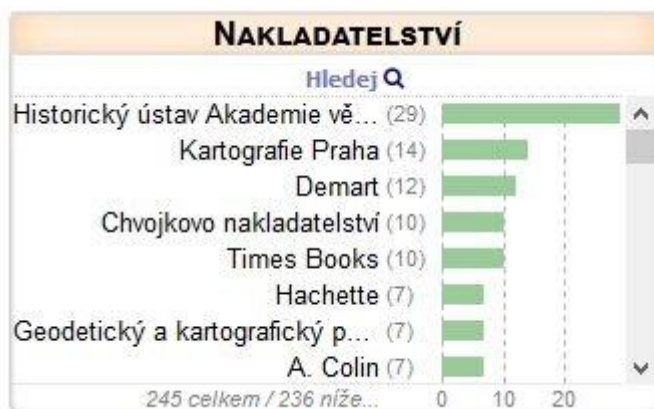 NAKLADATELSTVÍ
Hledej
Historický ústav Akademie vě... (29)
Kartografie Praha (14)
Demart (12)
Chvojkovo nakladatelství (10)
Times Books (10)
Hachette (7)
Geodetický a kartografický p... (7)
A. Colin (7)
245 celkem / 236 níže... 0 10 20